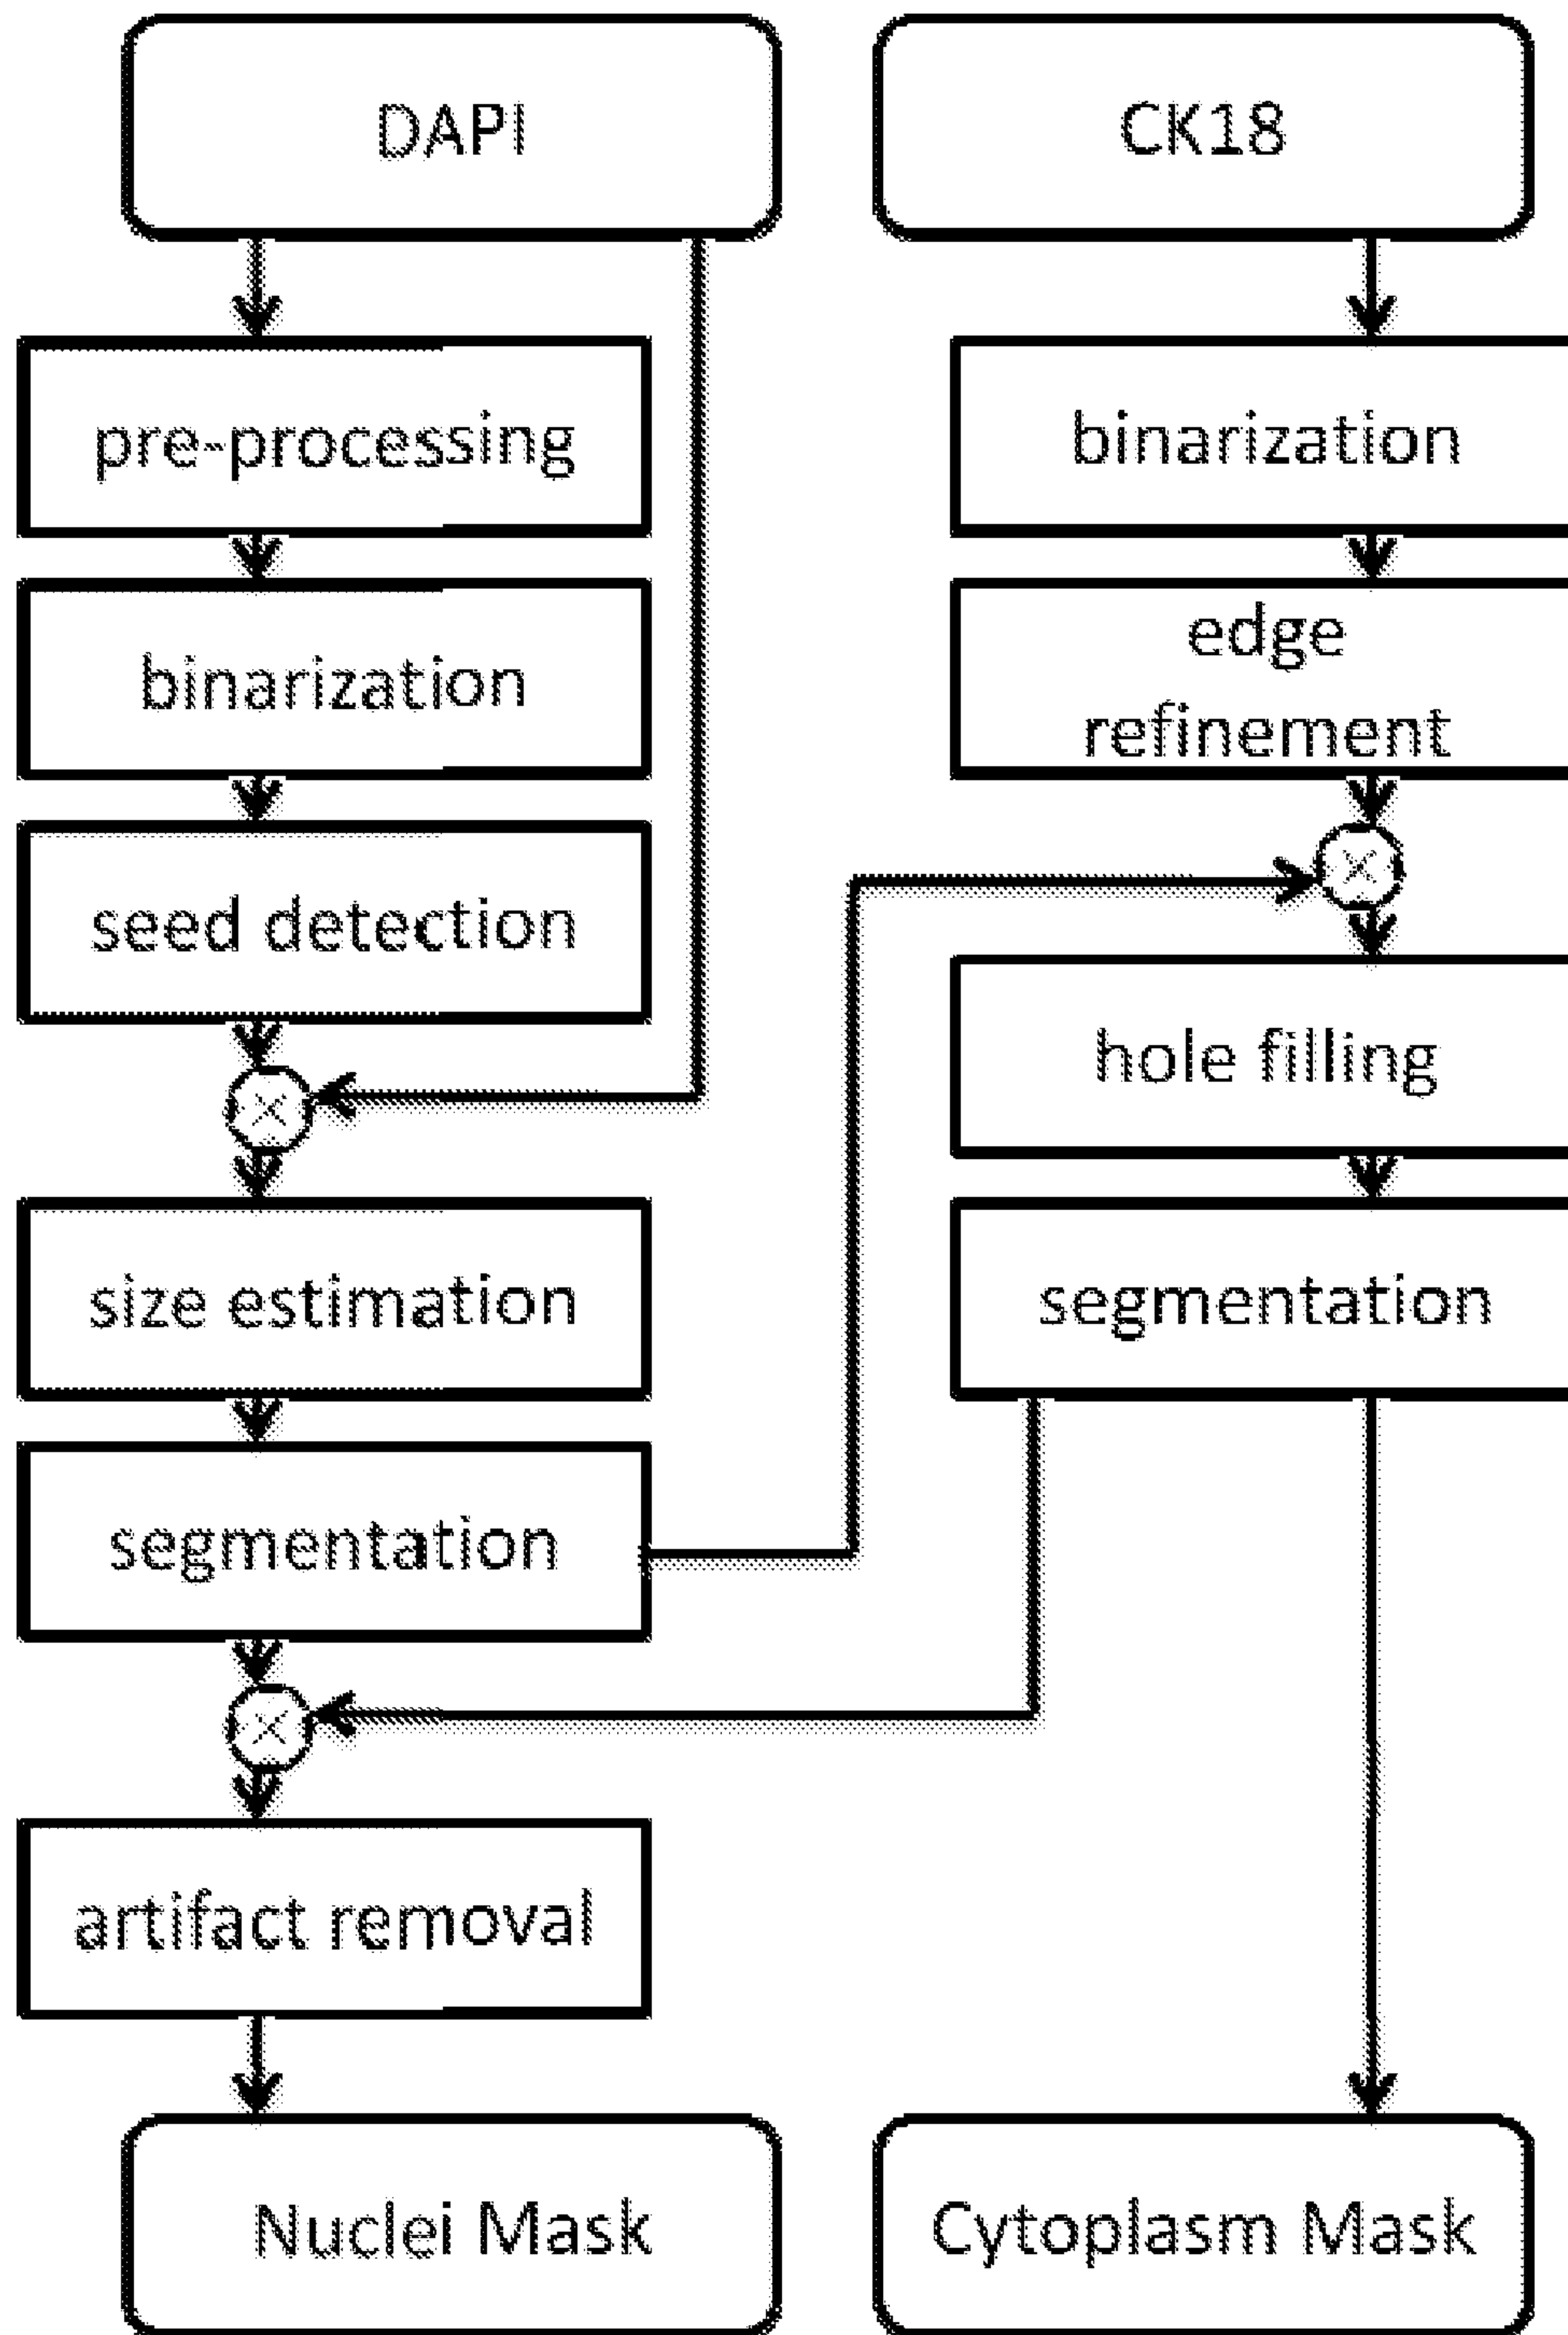 DAPI
CK18
pre-processing
binarization
binarization
edge
refinement
seed detection
hole filling
size estimation
segmentation
segmentation
artifact removal
Nuclei Mask
Cytoplasm Mask